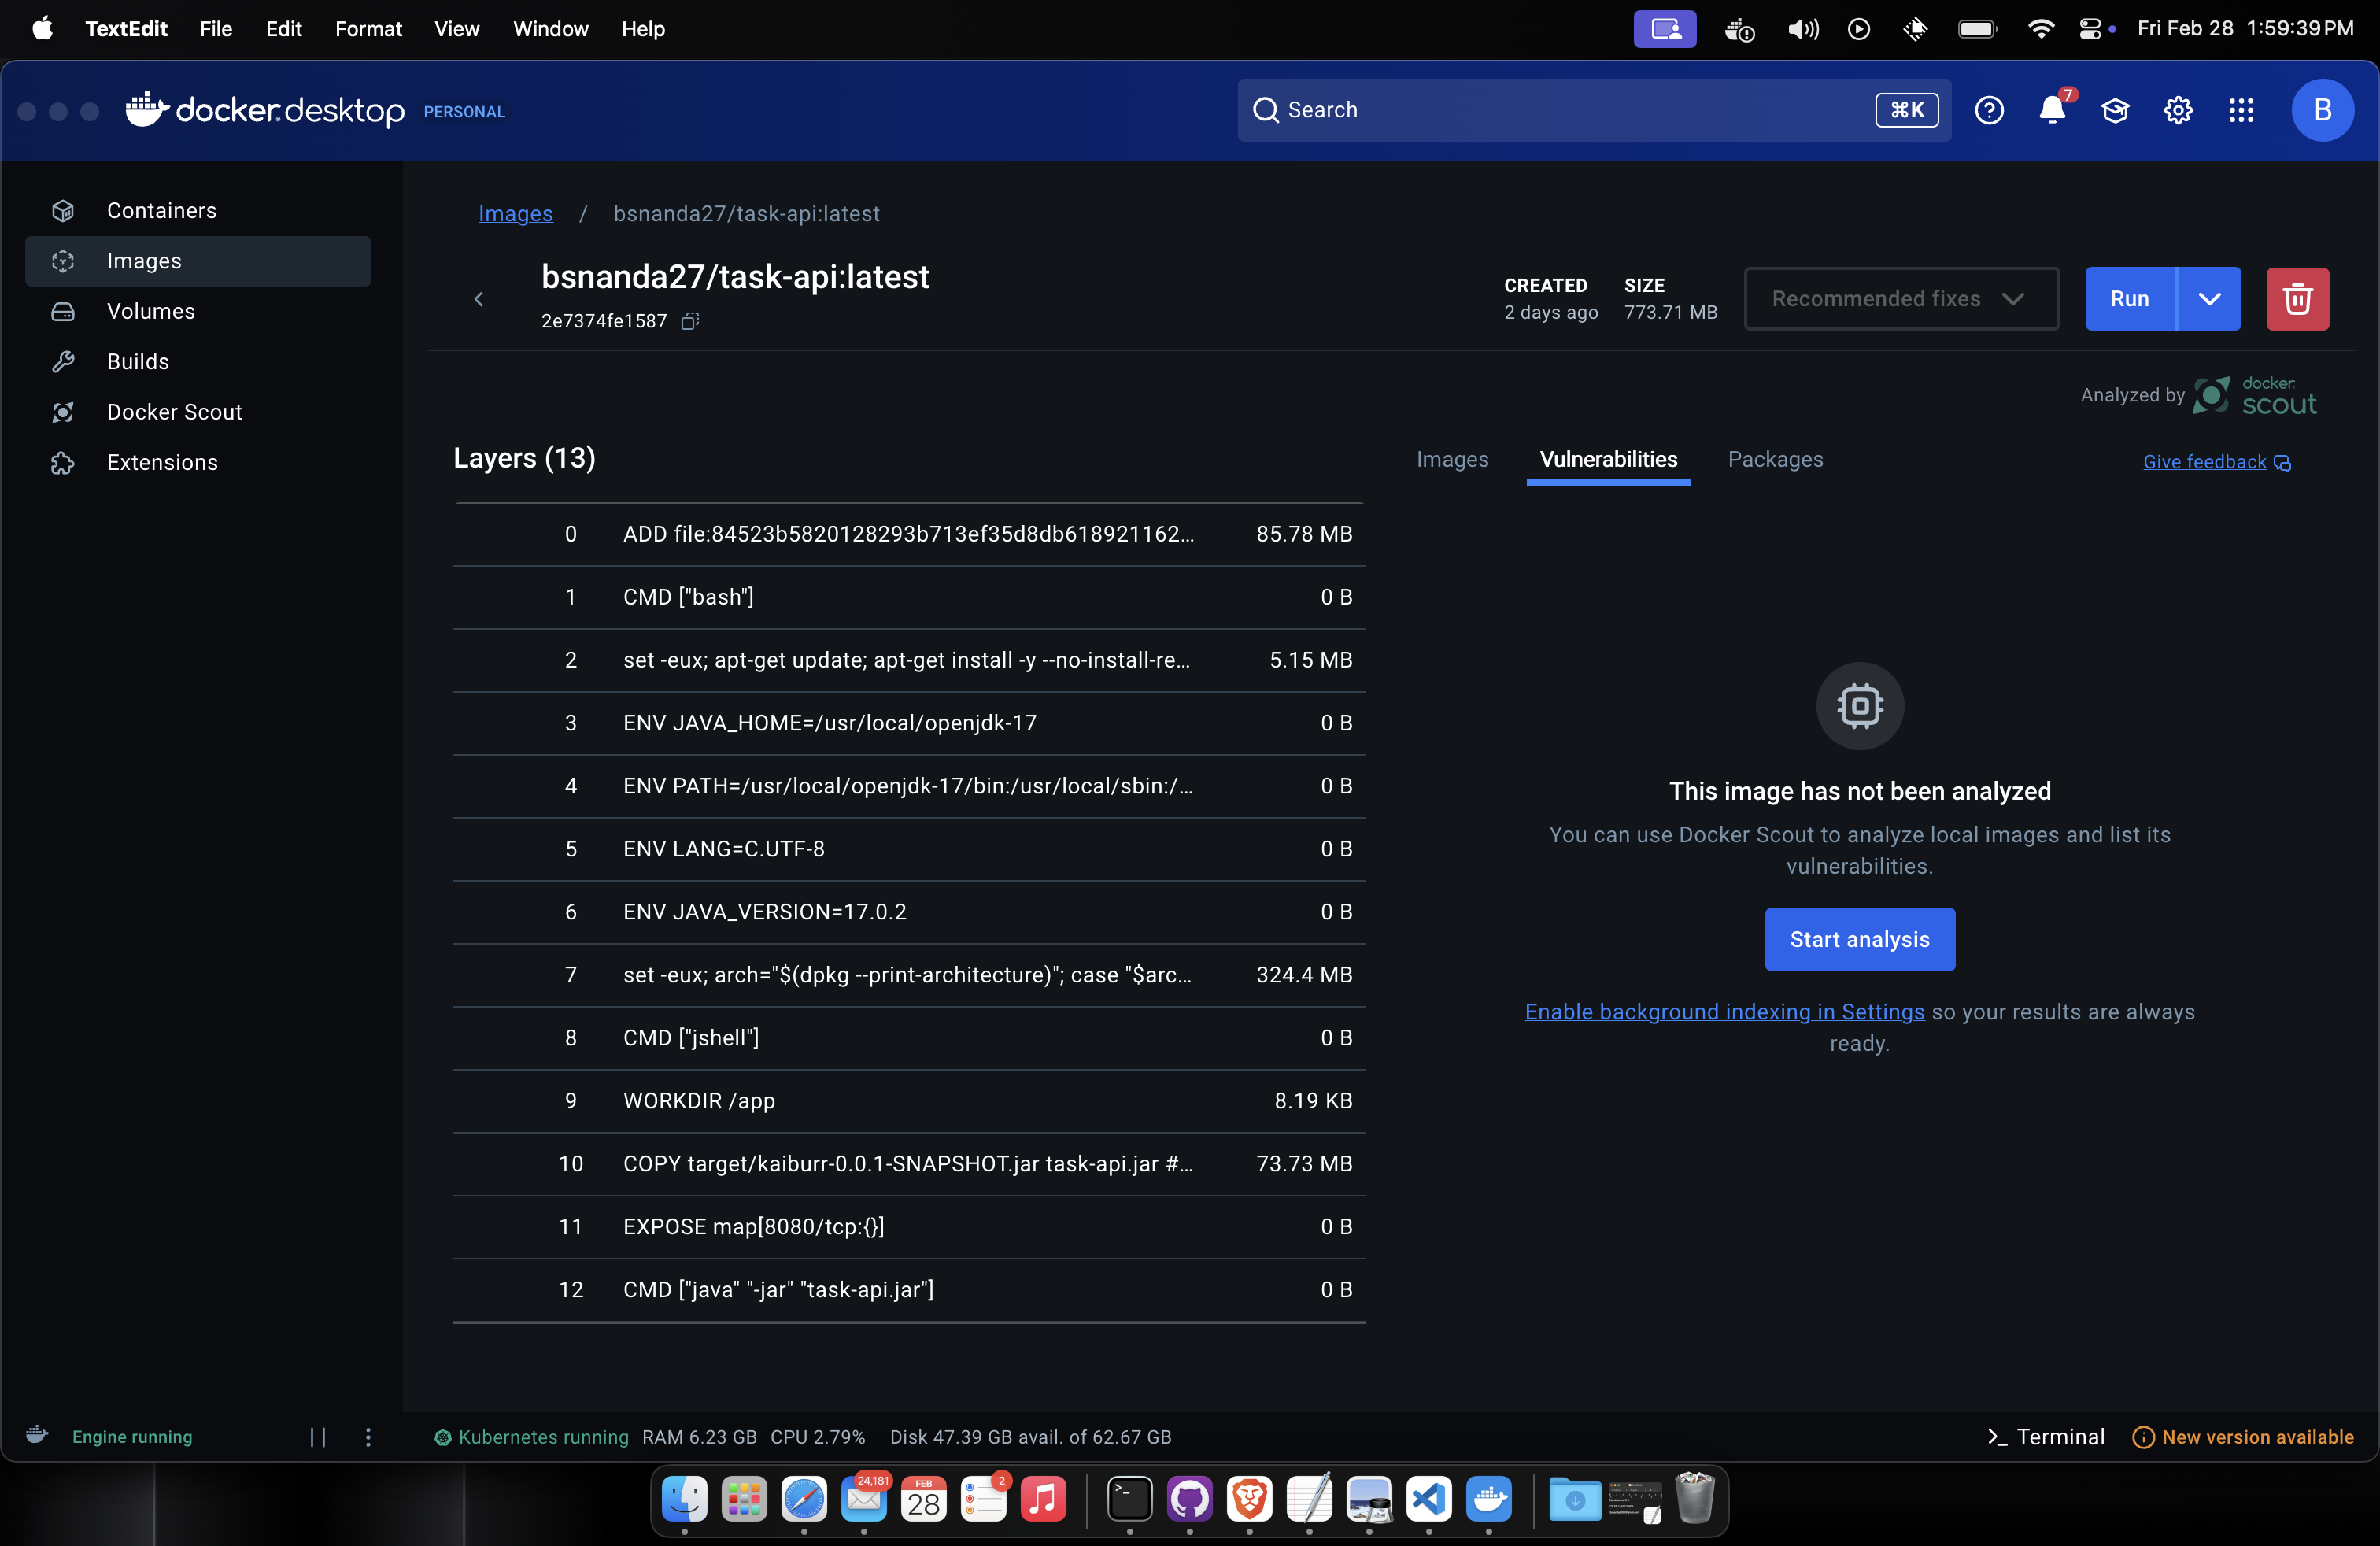 TextEdit File Edit Format View Window Help Fri Feb 28 1:59:39 PM
docker.desktop PERSONAL Search ⌘K 7 B
Containers
Images
Volumes
Builds
Docker Scout
Extensions
Images / bsnanda27/task-api:latest
bsnanda27/task-api:latest
2e7374fe1587
CREATED
2 days ago
SIZE
773.71 MB
Recommended fixes
Run
Analyzed by docker scout
Layers (13)
Images Vulnerabilities Packages Give feedback
0 ADD file:84523b5820128293b713ef35d8db618921162... 85.78 MB
1 CMD ["bash"] 0 B
2 set -eux; apt-get update; apt-get install -y --no-install-re... 5.15 MB
3 ENV JAVA_HOME=/usr/local/openjdk-17 0 B
4 ENV PATH=/usr/local/openjdk-17/bin:/usr/local/sbin:/... 0 B
5 ENV LANG=C.UTF-8 0 B
6 ENV JAVA_VERSION=17.0.2 0 B
7 set -eux; arch="$(dpkg --print-architecture)"; case "$arc... 324.4 MB
8 CMD ["jshell"] 0 B
9 WORKDIR /app 8.19 KB
10 COPY target/kaiburr-0.0.1-SNAPSHOT.jar task-api.jar #... 73.73 MB
11 EXPOSE map[8080/tcp:{}] 0 B
12 CMD ["java" "-jar" "task-api.jar"] 0 B
This image has not been analyzed
You can use Docker Scout to analyze local images and list its
vulnerabilities.
Start analysis
Enable background indexing in Settings so your results are always
ready.
Engine running Kubernetes running RAM 6.23 GB CPU 2.79% Disk 47.39 GB avail. of 62.67 GB Terminal New version available
24,181 FEB 28 2